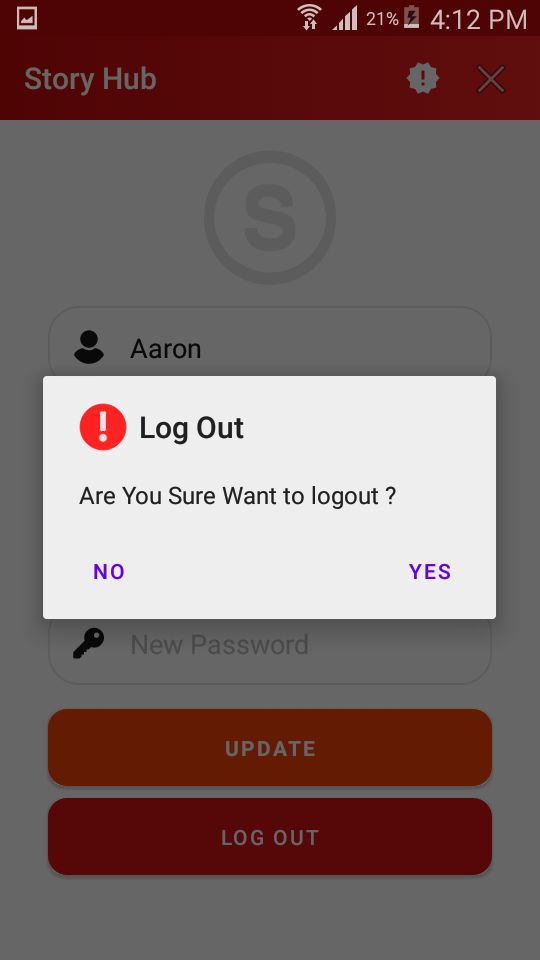 21% 4:12 PM
Story Hub
S
Aaron
Log Out
Are You Sure Want to logout ?
NO YES
New Password
UPDATE
LOG OUT